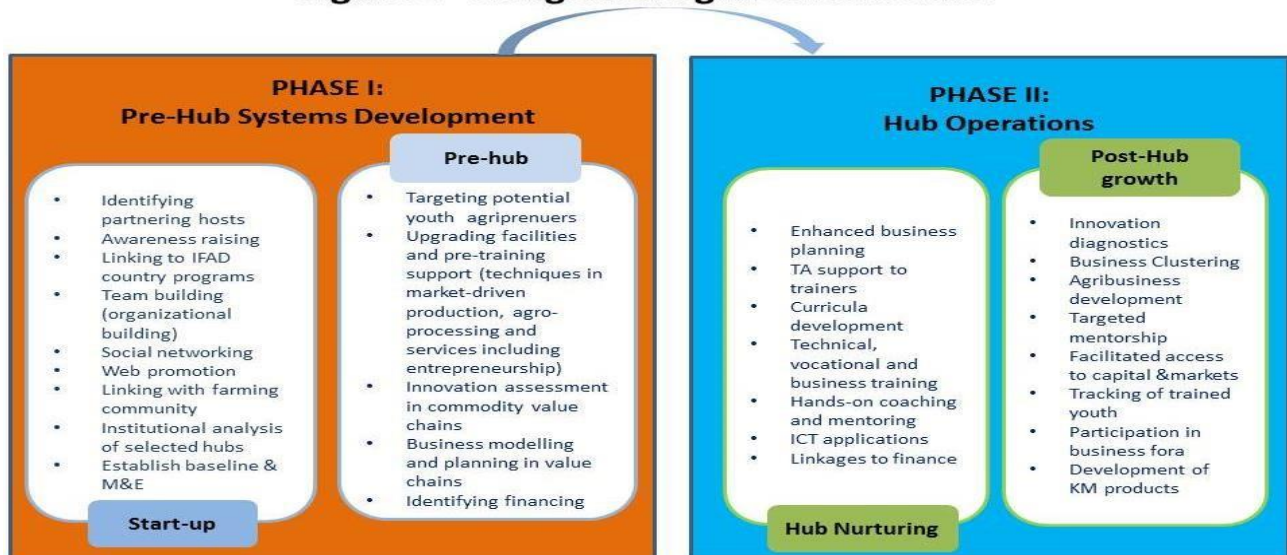 PHASE I:
Pre-Hub Systems Development
• Identifying
partnering hosts
• Awareness raising
• Linking to IFAD
country programs
• Team building
(organizational
building)
• Social networking
• Web promotion
• Linking with farming
community
• Institutional analysis
of selected hubs
• Establish baseline &
M&E
Start-up
Pre-hub
• Targeting potential
youth agriprenuers
• Upgrading facilities
and pre-training
support (techniques in
market-driven
production, agro-
processing and
services including
entrepreneurship)
• Innovation assessment
in commodity value
chains
• Business modelling
and planning in value
chains
• Identifying financing
PHASE II:
Hub Operations
• Enhanced business
planning
• TA support to
trainers
• Curricula
development
• Technical,
vocational and
business training
• Hands-on coaching
and mentoring
• ICT applications
• Linkages to finance
Hub Nurturing
Post-Hub
growth
• Innovation
diagnostics
• Business Clustering
• Agribusiness
development
• Targeted
mentorship
• Facilitated access
to capital &markets
• Tracking of trained
youth
• Participation in
business fora
• Development of
KM products